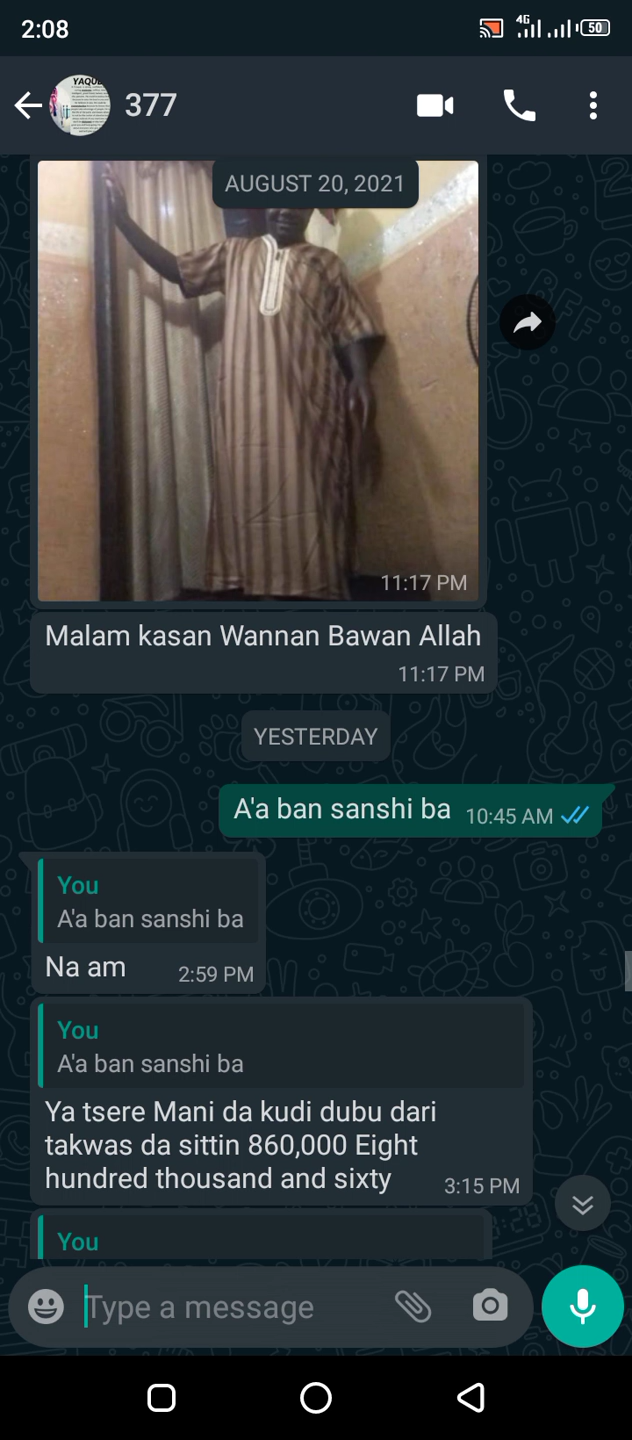 2:08
4G
50
YAQUB
377
AUGUST 20, 2021
11:17 PM
Malam kasan Wannan Bawan Allah
11:17 PM
YESTERDAY
A'a ban sanshi ba 10:45 AM
You
A'a ban sanshi ba
Na am 2:59 PM
You
A'a ban sanshi ba
Ya tsere Mani da kudi dubu dari
takwas da sittin 860,000 Eight
hundred thousand and sixty 3:15 PM
You
Type a message